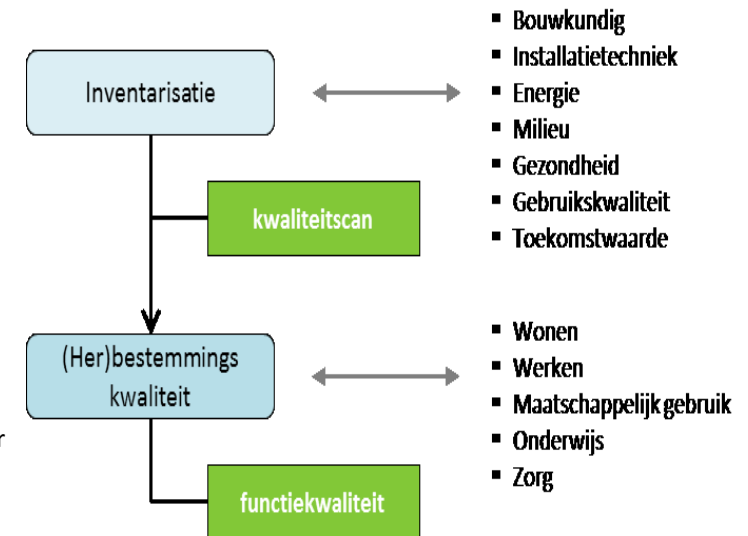 Inventarisatie
▪ Bouwkundig
▪ Installatietechniek
▪ Energie
▪ Milieu
▪ Gezondheid
▪ Gebruikskwaliteit
▪ Toekomstwaarde
kwaliteitscan
(Her)bestemmings
kwaliteit
▪ Wonen
▪ Werken
▪ Maatschappelijk gebruik
▪ Onderwijs
▪ Zorg
r
functiekwaliteit